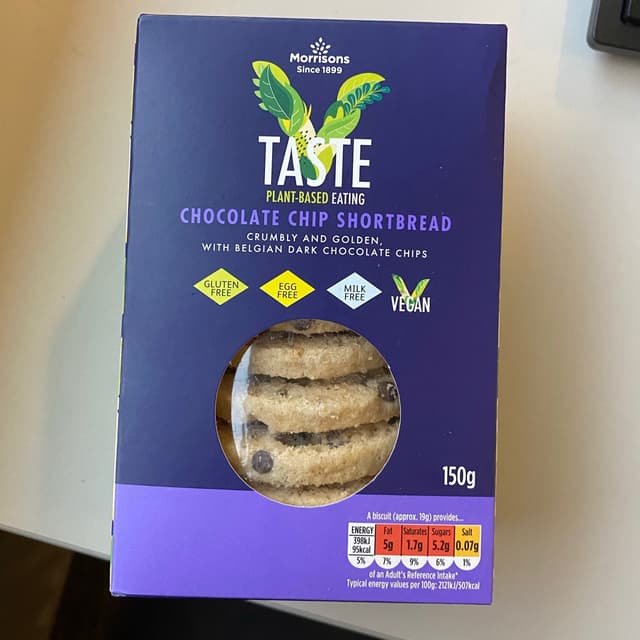 Morrisons
Since 1899
TASTE
PLANT-BASED EATING
CHOCOLATE CHIP SHORTBREAD
CRUMBLY AND GOLDEN,
WITH BELGIAN DARK CHOCOLATE CHIPS
GLUTEN FREE
EGG FREE
MILK FREE
VEGAN
150g
A biscuit (approx. 19g) provides...
ENERGY Fat Saturates Sugars Salt
398kJ 95kcal 5g 1.7g 5.2g 0.07g
5% 7% 9% 6% 1%
of an Adult's Reference Intake*
Typical energy values per 100g: 2121kJ/507kcal